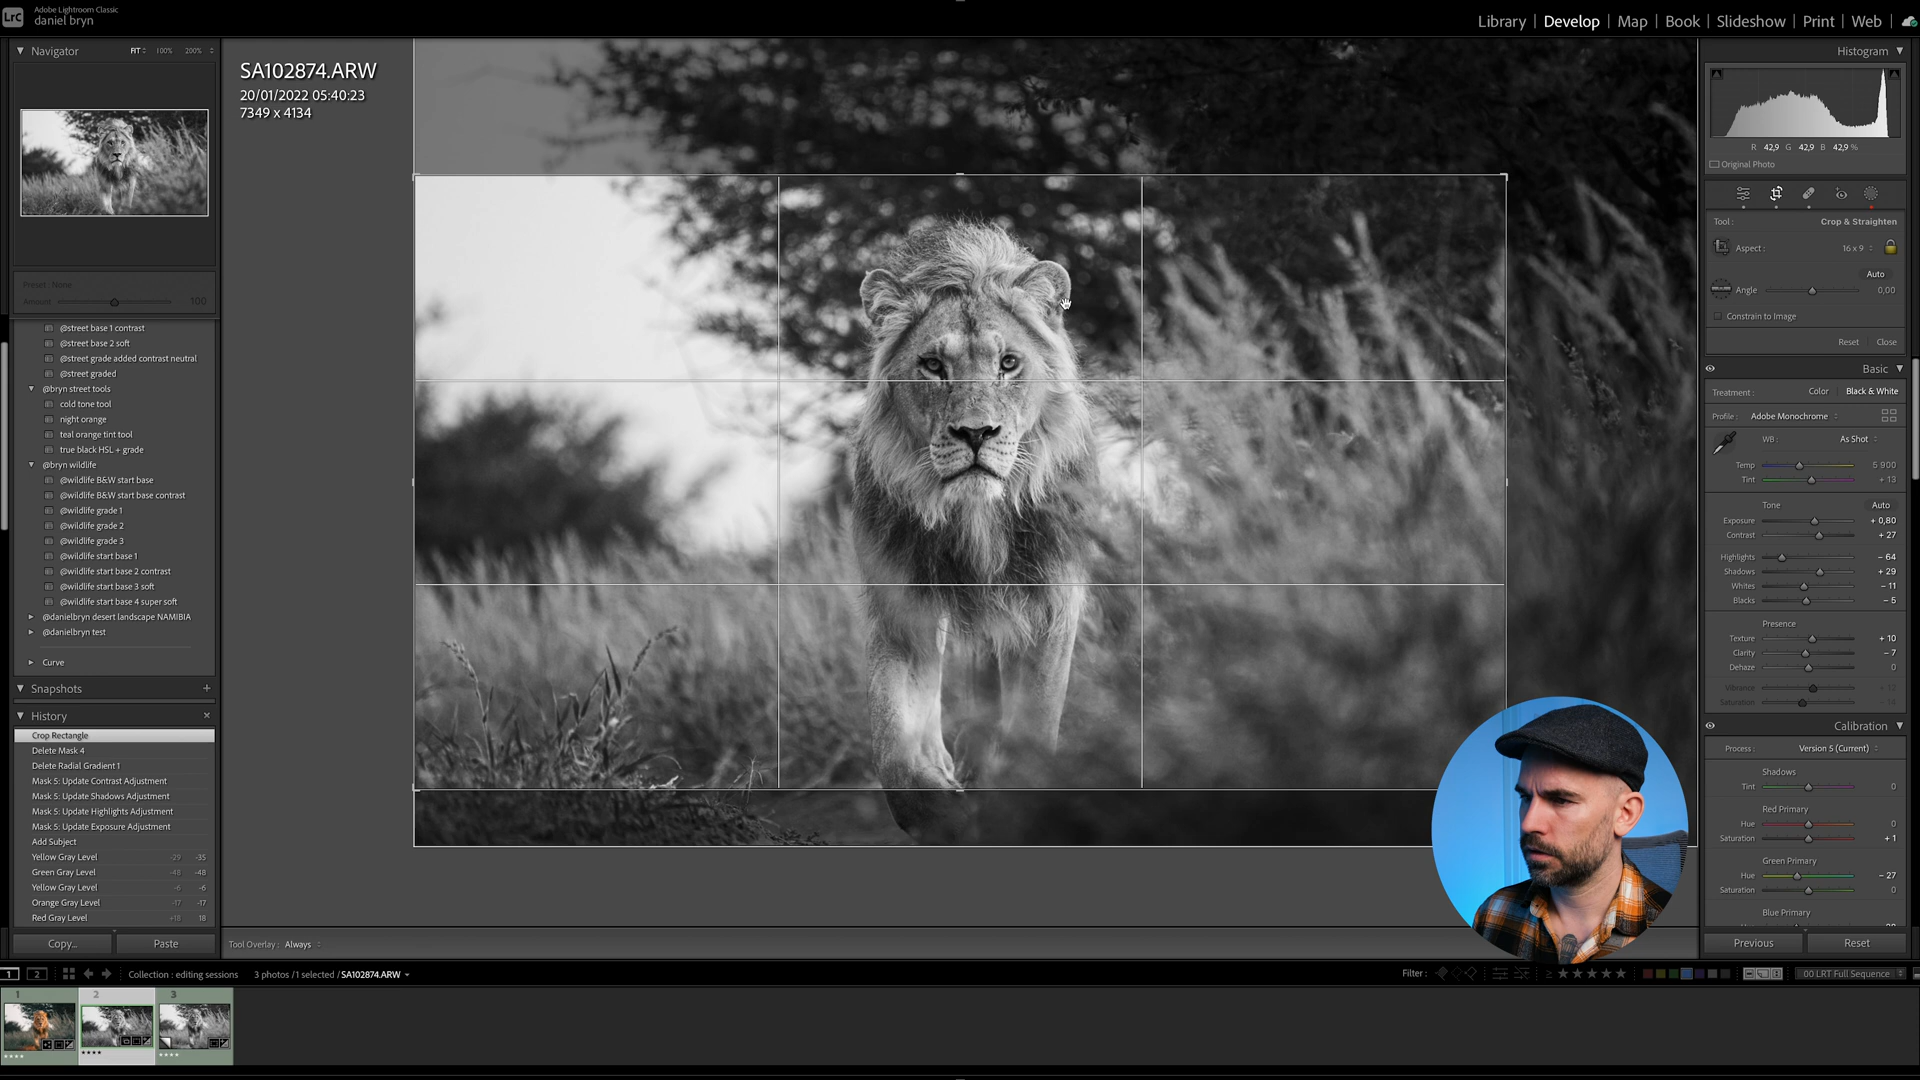 LrC
Adobe Lightroom Classic
daniel bryn
Library
Develop
Map
Book
Slideshow
Print
Web
Navigator
FIT
100%
200%
Preset: None
Amount
100
@street base 1 contrast
@street base 2 soft
@street grade added contrast neutral
@street graded
@bryn street tools
cold tone tool
night orange
teal orange tint tool
true black HSL + grade
@bryn wildlife
@wildlife B&W start base
@wildlife B&W start base contrast
@wildlife grade 1
@wildlife grade 2
@wildlife grade 3
@wildlife start base 1
@wildlife start base 2 contrast
@wildlife start base 3 soft
@wildlife start base 4 super soft
@danielbryn desert landscape NAMIBIA
@danielbryn test
Curve
Snapshots +
History ×
Crop Rectangle
Delete Mask 4
Delete Radial Gradient 1
Mask 5: Update Contrast Adjustment
Mask 5: Update Shadows Adjustment
Mask 5: Update Highlights Adjustment
Mask 5: Update Exposure Adjustment
Add Subject
Yellow Gray Level -29 -35
Green Gray Level -48 -48
Yellow Gray Level -6 -6
Orange Gray Level -17 -17
Red Gray Level +18 18
Copy...
Paste
SA102874.ARW
20/01/2022 05:40:23
7349 x 4134
Tool Overlay : Always
Histogram
R 42,9 G 42,9 B 42,9 %
Original Photo
Tool : Crop & Straighten
Aspect : 16 x 9
Auto
Angle 0,00
Constrain to Image
Reset Close
Basic
Treatment : Color Black & White
Profile : Adobe Monochrome
WB : As Shot
Temp 5 900
Tint + 13
Tone Auto
Exposure + 0,80
Contrast + 27
Highlights – 64
Shadows + 29
Whites – 11
Blacks – 5
Presence
Texture + 10
Clarity – 7
Dehaze 0
Vibrance
Saturation
Calibration
Process : Version 5 (Current)
Shadows
Tint 0
Red Primary
Hue 0
Saturation + 1
Green Primary
Hue – 27
Saturation 0
Blue Primary
Previous
Reset
1 2
Collection : editing sessions
3 photos / 1 selected / SA102874.ARW
Filter :
00 LRT Full Sequence
1
2
3